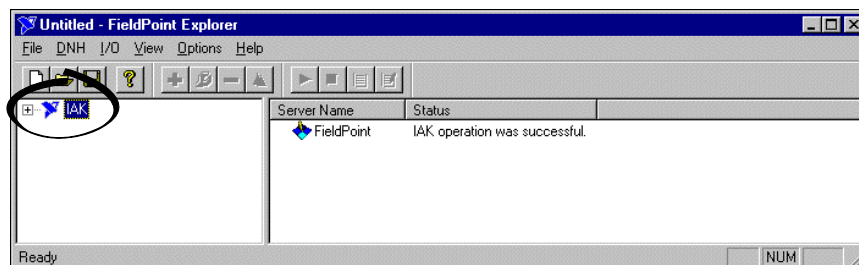 Untitled - FieldPoint Explorer
File DNH I/O View Options Help
IAK
Server Name Status
FieldPoint IAK operation was successful.
Ready NUM